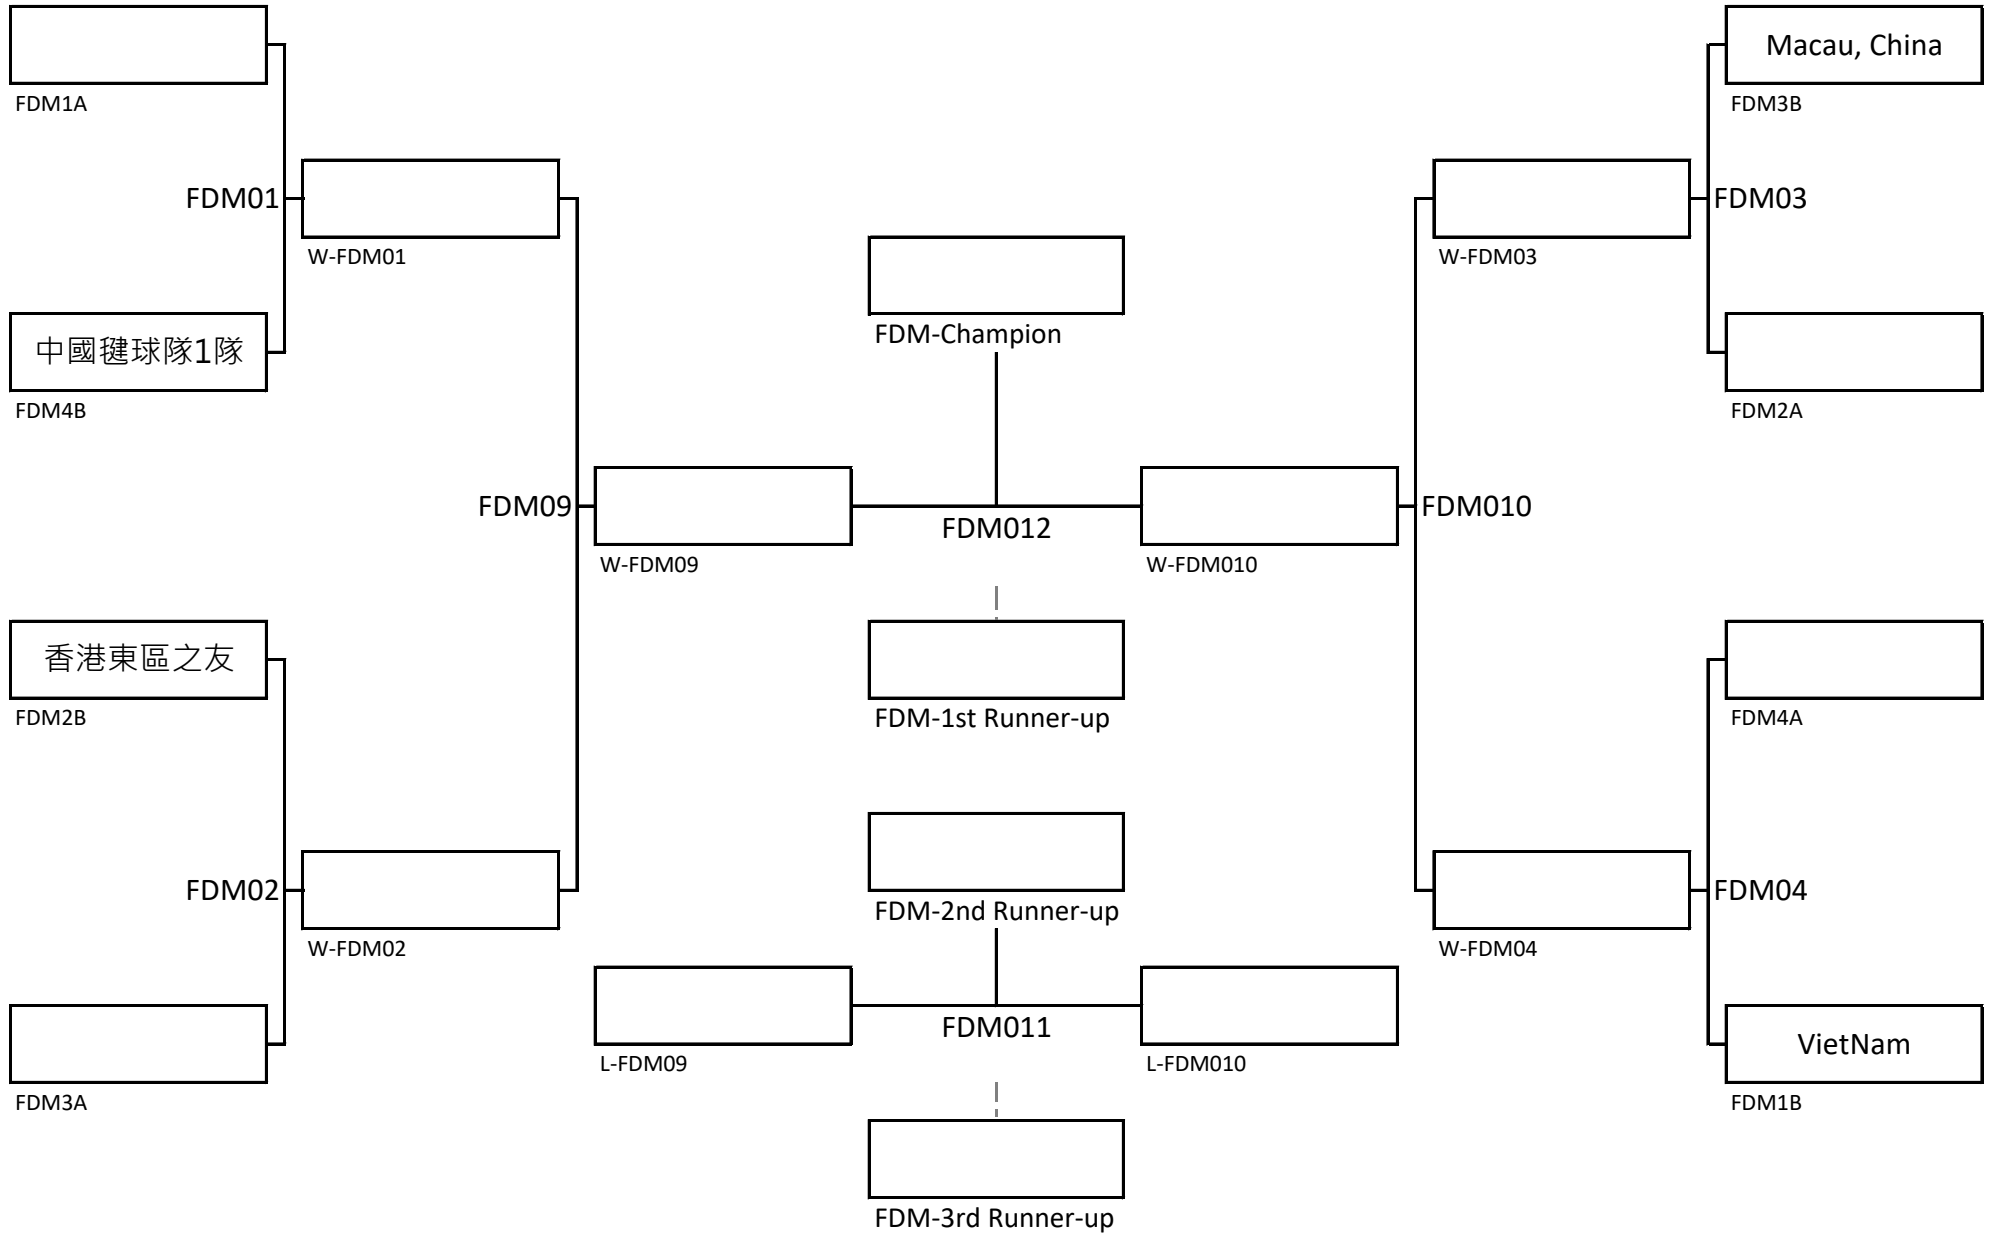 Macau, China
FDM1A
FDM3B
FDM01
FDM03
W-FDM01
W-FDM03
FDM-Champion
中國毽球隊1隊
FDM4B
FDM2A
FDM09
FDM012
FDM010
W-FDM09
W-FDM010
香港東區之友
FDM2B
FDM-1st Runner-up
FDM4A
FDM02
FDM04
FDM-2nd Runner-up
W-FDM02
W-FDM04
FDM011
VietNam
L-FDM09
L-FDM010
FDM3A
FDM1B
FDM-3rd Runner-up